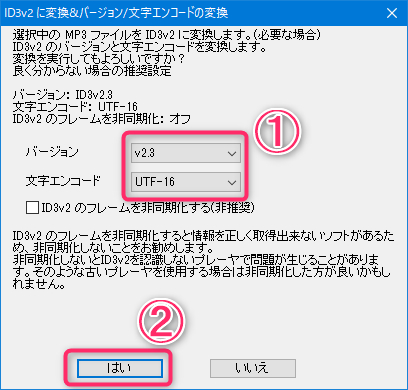 ID3v2 に変換&バージョン/文字エンコードの変換
選択中の MP3 ファイルを ID3v2 に変換します。(必要な場合)
ID3v2 のバージョンと文字エンコードを変換します。
変換を実行してもよろしいですか？
良く分からない場合の推奨設定
バージョン: ID3v2.3
文字エンコード: UTF-16
ID3v2 のフレームを非同期化: オフ
①
バージョン
v2.3
文字エンコード
UTF-16
ID3v2 のフレームを非同期化する(非推奨)
ID3v2 のフレームを非同期化すると情報を正しく取得出来ないソフトがあるた
め、非同期化しないことをお勧めします。
非同期化しないとID3v2を認識しないプレーヤで問題が生じることがありま
す。そのような古いプレーヤを使用する場合は非同期化した方が良いかもし
れません。
②
はい
いいえ